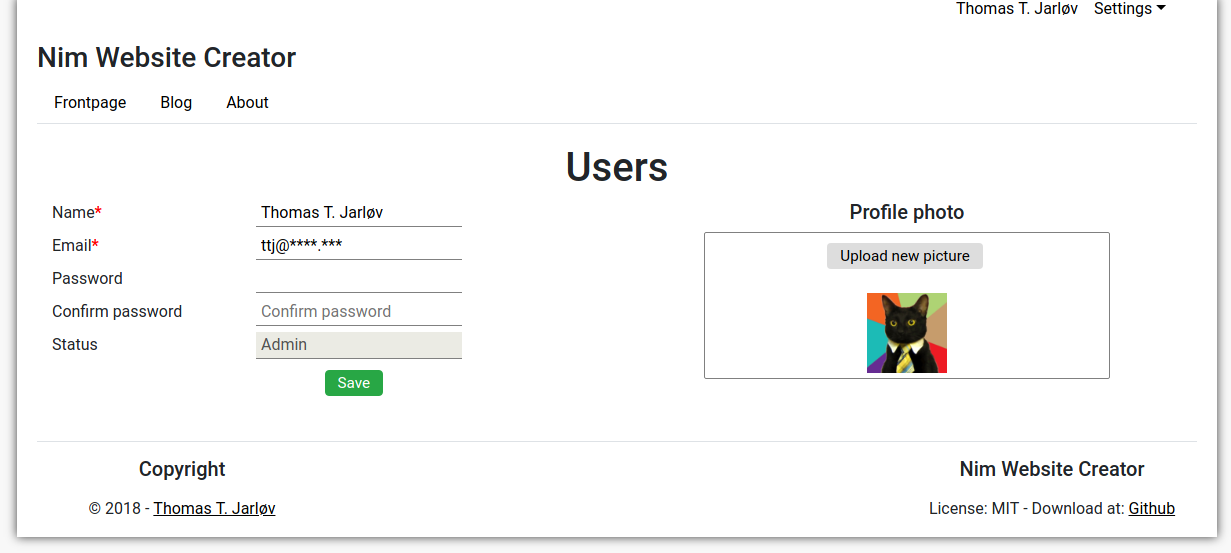 Thomas T. Jarløv Settings
Nim Website Creator
Frontpage Blog About
Users
Name* Thomas T. Jarløv
Email* ttj@****.***
Password
Confirm password Confirm password
Status Admin
Save
Profile photo
Upload new picture
Copyright
© 2018 - Thomas T. Jarløv
Nim Website Creator
License: MIT - Download at: Github